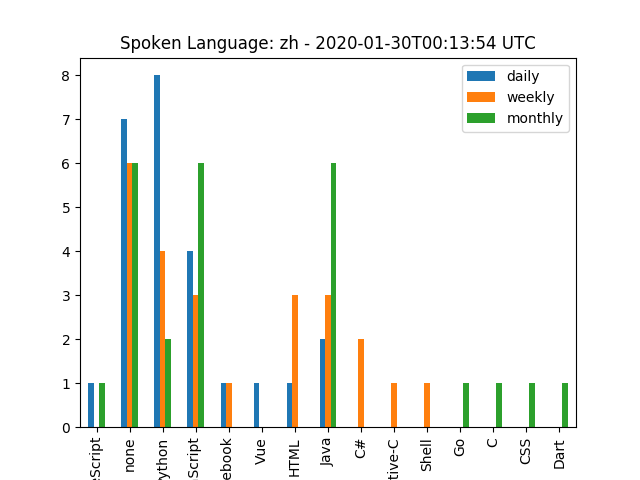 Spoken Language: zh - 2020-01-30T00:13:54 UTC
daily
weekly
monthly
8
7
6
5
4
3
2
1
0
none
Vue
HTML
Java
C#
Shell
Go
C
CSS
Dart